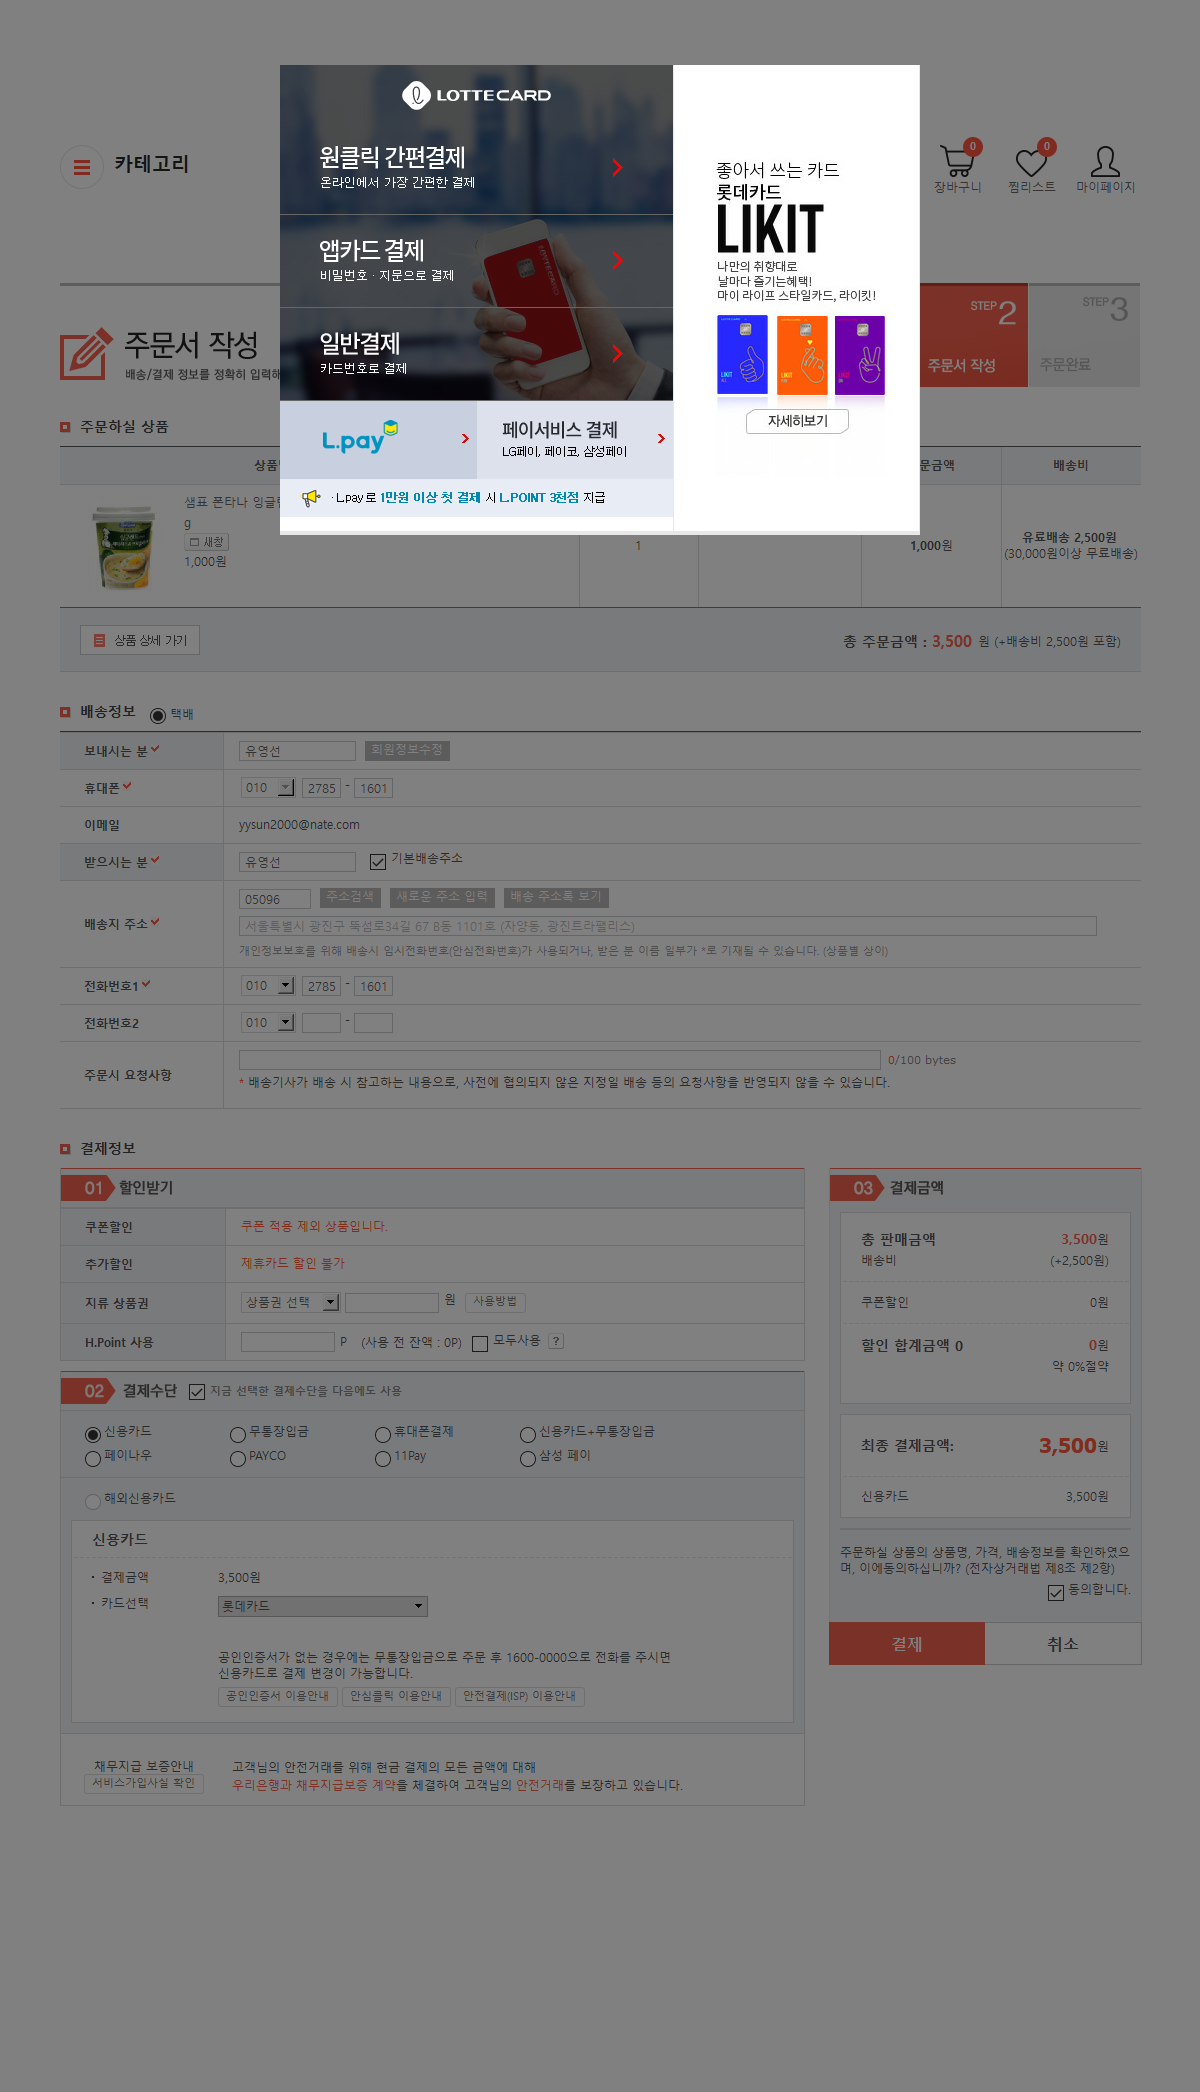 LOTTECARD
원클릭 간편결제
온라인에서 가장 간편한 결제
앱카드 결제
비밀번호 · 지문으로 결제
일반결제
카드번호로 결제
L.pay
페이서비스 결제
LG페이, 페이코, 삼성페이
· L.pay로 1만원 이상 첫 결제 시 L.POINT 3천점 지급
좋아서 쓰는 카드
롯데카드
LIKIT
나만의 취향대로
날마다 즐기는혜택!
마이 라이프 스타일카드, 라이킷!
LIKIT
LIKIT
LIKIT
자세히보기
카테고리
0
0
장바구니
찜리스트
마이페이지
주문서 작성
배송/결제 정보를 정확히 입력해
STEP 2
주문서 작성
STEP 3
주문완료
주문하실 상품
상품
문금액
배송비
샘표 폰타나 잉글
g
새창
1,000원
1
1,000원
유료배송 2,500원
(30,000원이상 무료배송)
상품 상세 가기
총 주문금액 : 3,500 원 (+배송비 2,500원 포함)
배송정보
택배
보내시는 분
유영선
회원정보수정
휴대폰
010
2785
-
1601
이메일
yysun2000@nate.com
받으시는 분
유영선
기본배송주소
배송지 주소
05096
주소검색
새로운 주소 입력
배송 주소록 보기
서울특별시 광진구 뚝섬로34길 67 B동 1101호 (자양동, 광진트라팰리스)
개인정보보호를 위해 배송시 임시전화번호(안심전화번호)가 사용되거나, 받은 분 이름 일부가 *로 기재될 수 있습니다. (상품별 상이)
전화번호1
010
2785
-
1601
전화번호2
010
-
주문시 요청사항
0/100 bytes
* 배송기사가 배송 시 참고하는 내용으로, 사전에 협의되지 않은 지정일 배송 등의 요청사항을 반영되지 않을 수 있습니다.
결제정보
01 할인받기
쿠폰할인
쿠폰 적용 제외 상품입니다.
추가할인
제휴카드 할인 불가
지류 상품권
상품권 선택
원
사용방법
H.Point 사용
P
(사용 전 잔액 : 0P)
모두사용
?
02 결제수단
지금 선택한 결제수단을 다음에도 사용
신용카드
무통장입금
휴대폰결제
신용카드+무통장입금
페이나우
PAYCO
11Pay
삼성 페이
해외신용카드
신용카드
· 결제금액
3,500원
· 카드선택
롯데카드
공인인증서가 없는 경우에는 무통장입금으로 주문 후 1600-0000으로 전화를 주시면
신용카드로 결제 변경이 가능합니다.
공인인증서 이용안내
안심클릭 이용안내
안전결제(ISP) 이용안내
채무지급 보증안내
서비스가입사실 확인
고객님의 안전거래를 위해 현금 결제의 모든 금액에 대해
우리은행과 채무지급보증 계약을 체결하여 고객님의 안전거래를 보장하고 있습니다.
03 결제금액
총 판매금액
3,500원
배송비
(+2,500원)
쿠폰할인
0원
할인 합계금액 0
0원
약 0%절약
최종 결제금액:
3,500원
신용카드
3,500원
주문하실 상품의 상품명, 가격, 배송정보를 확인하였으
며, 이에동의하십니까? (전자상거래법 제8조 제2항)
동의합니다.
결제
취소